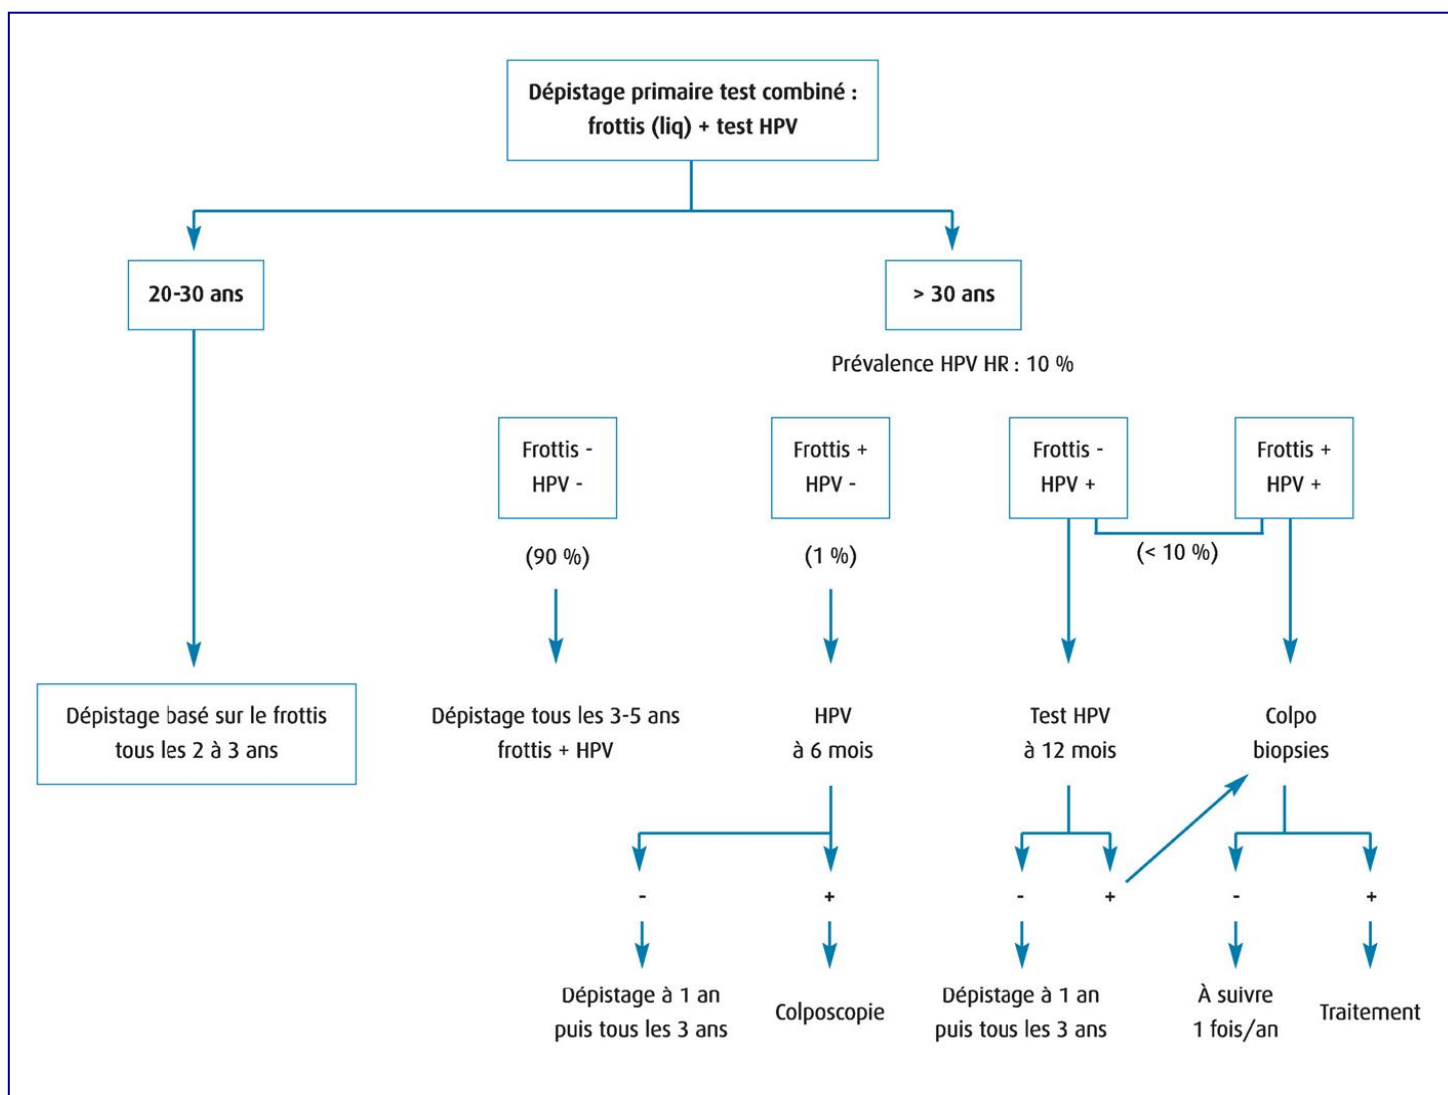 Dépistage primaire test combiné :
frottis (liq) + test HPV
20-30 ans
> 30 ans
Prévalence HPV HR : 10 %
Frottis -
HPV -
Frottis +
HPV -
Frottis -
HPV +
Frottis +
HPV +
(90 %)
(1 %)
(< 10 %)
Dépistage basé sur le frottis
tous les 2 à 3 ans
Dépistage tous les 3-5 ans
frottis + HPV
HPV
à 6 mois
Test HPV
à 12 mois
Colpo
biopsies
-
+
-
+
-
+
Dépistage à 1 an
puis tous les 3 ans
Colposcopie
Dépistage à 1 an
puis tous les 3 ans
À suivre
1 fois/an
Traitement